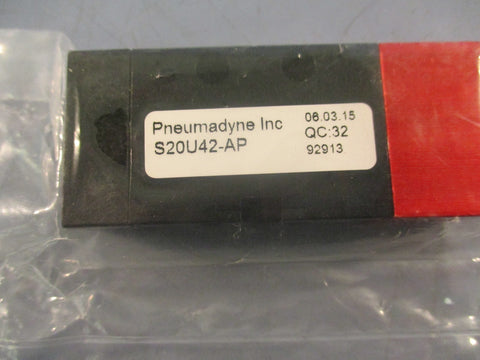 Pneumadyne Inc
S20U42-AP
06.03.15
QC:32
92913